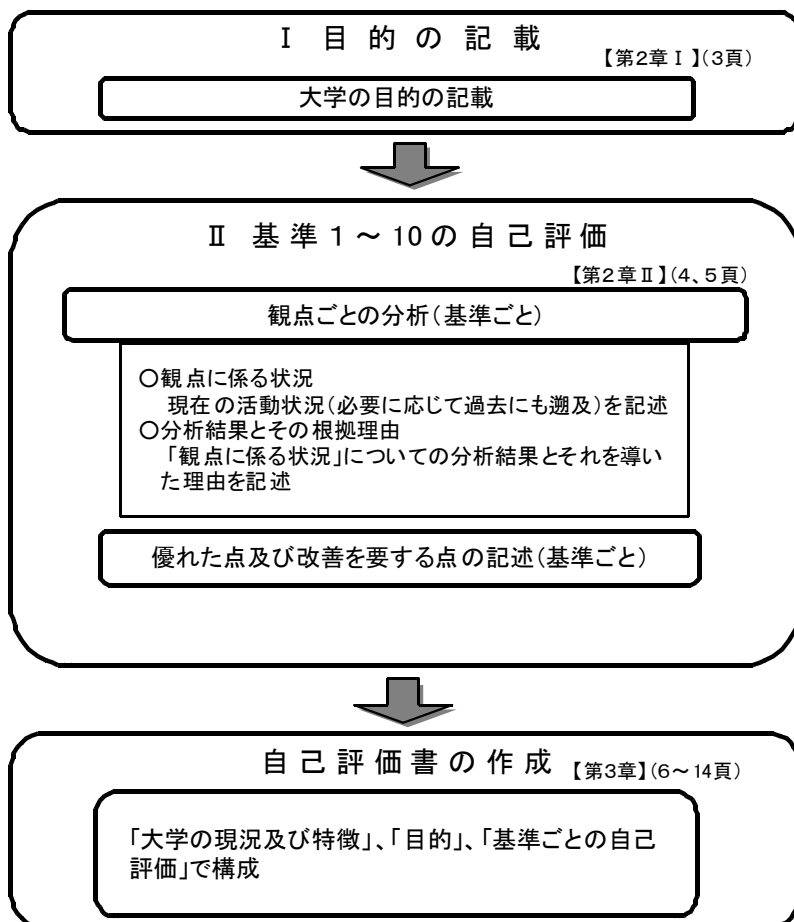 Ⅰ 目的の記載
【第2章Ⅰ】(3頁)
大学の目的の記載
Ⅱ 基準1～10の自己評価
【第2章Ⅱ】(4、5頁)
観点ごとの分析(基準ごと)
○観点に係る状況
現在の活動状況(必要に応じて過去にも遡及)を記述
○分析結果とその根拠理由
「観点に係る状況」についての分析結果とそれを導い
た理由を記述
優れた点及び改善を要する点の記述(基準ごと)
自己評価書の作成 【第3章】(6～14頁)
「大学の現況及び特徴」、「目的」、「基準ごとの自己
評価」で構成